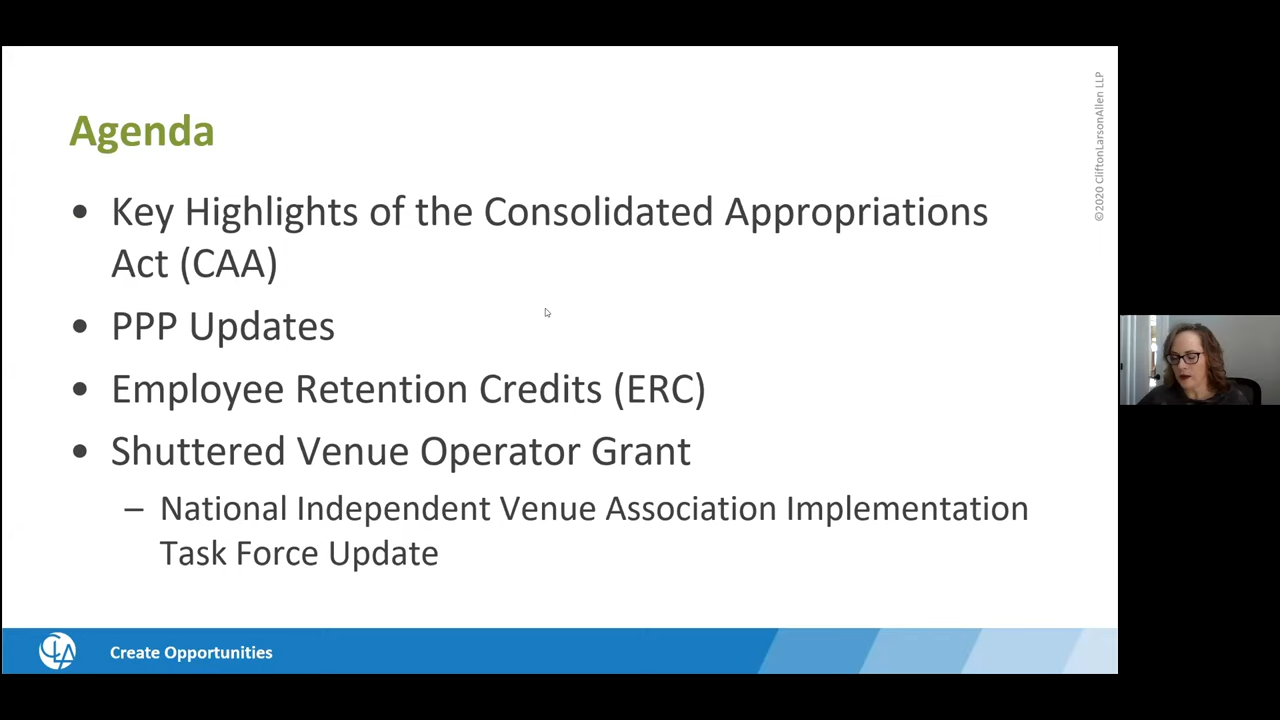 Agenda
• Key Highlights of the Consolidated Appropriations
Act (CAA)
• PPP Updates
• Employee Retention Credits (ERC)
• Shuttered Venue Operator Grant
– National Independent Venue Association Implementation
Task Force Update
©2020 CliftonLarsonAllen LLP
CLA
Create Opportunities